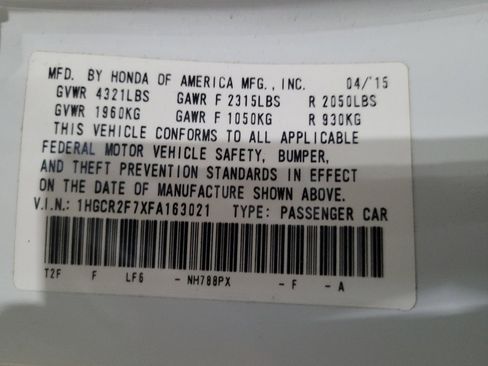 MFD. BY HONDA OF AMERICA MFG., INC. 04/'15
GVWR 4321LBS GAWR F 2315LBS R 2050LBS
GVWR 1960KG GAWR F 1050KG R 930KG
THIS VEHICLE CONFORMS TO ALL APPLICABLE
FEDERAL MOTOR VEHICLE SAFETY, BUMPER,
AND THEFT PREVENTION STANDARDS IN EFFECT
ON THE DATE OF MANUFACTURE SHOWN ABOVE.
V.I.N.: 1HGCR2F7XFA163021 TYPE: PASSENGER CAR
T2F F LF6 - NH788PX - F - A